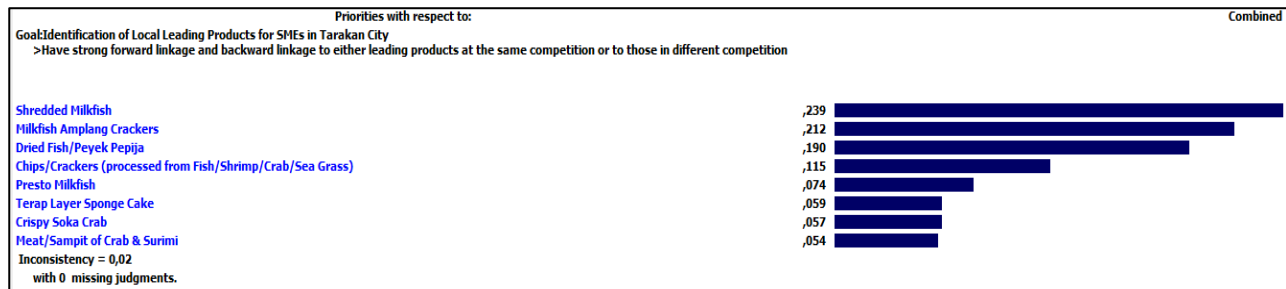 Priorities with respect to: Combined
Goal:Identification of Local Leading Products for SMEs in Tarakan City
>Have strong forward linkage and backward linkage to either leading products at the same competition or to those in different competition
Shredded Milkfish ,239
Milkfish Amplang Crackers ,212
Dried Fish/Peyek Pepija ,190
Chips/Crackers (processed from Fish/Shrimp/Crab/Sea Grass) ,115
Presto Milkfish ,074
Terap Layer Sponge Cake ,059
Crispy Soka Crab ,057
Meat/Sampit of Crab & Surimi ,054
Inconsistency = 0,02
with 0 missing judgments.